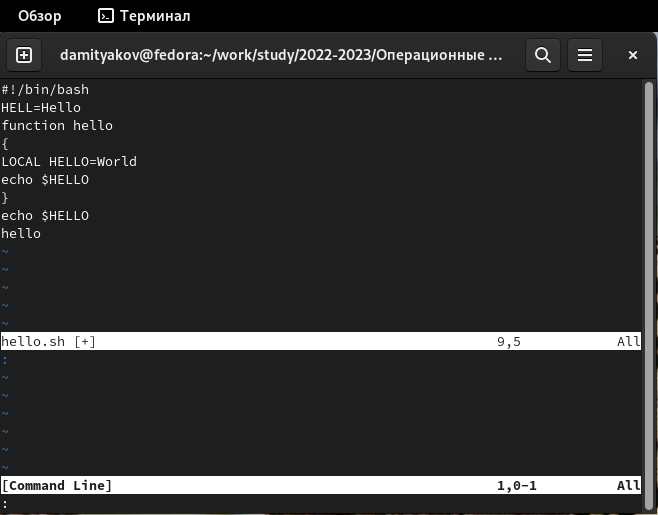 Обзор Терминал
damityakov@fedora:~/work/study/2022-2023/Операционные ...
#!/bin/bash
HELL=Hello
function hello
{
LOCAL HELLO=World
echo $HELLO
}
echo $HELLO
hello
~
~
~
~
~
hello.sh [+] 9,5 All
:
~
~
~
~
~
~
[Command Line] 1,0-1 All
: